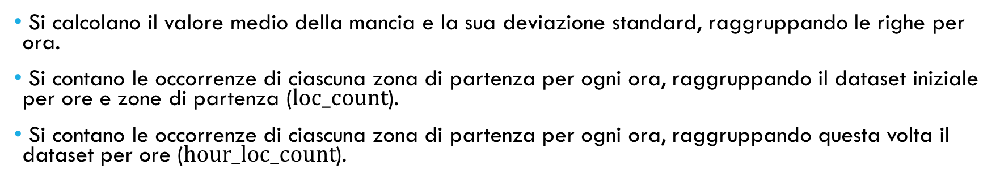 • Si calcolano il valore medio della mancia e la sua deviazione standard, raggruppando le righe per
ora.
• Si contano le occorrenze di ciascuna zona di partenza per ogni ora, raggruppando il dataset iniziale
per ore e zone di partenza (loc_count).
• Si contano le occorrenze di ciascuna zona di partenza per ogni ora, raggruppando questa volta il
dataset per ore (hour_loc_count).